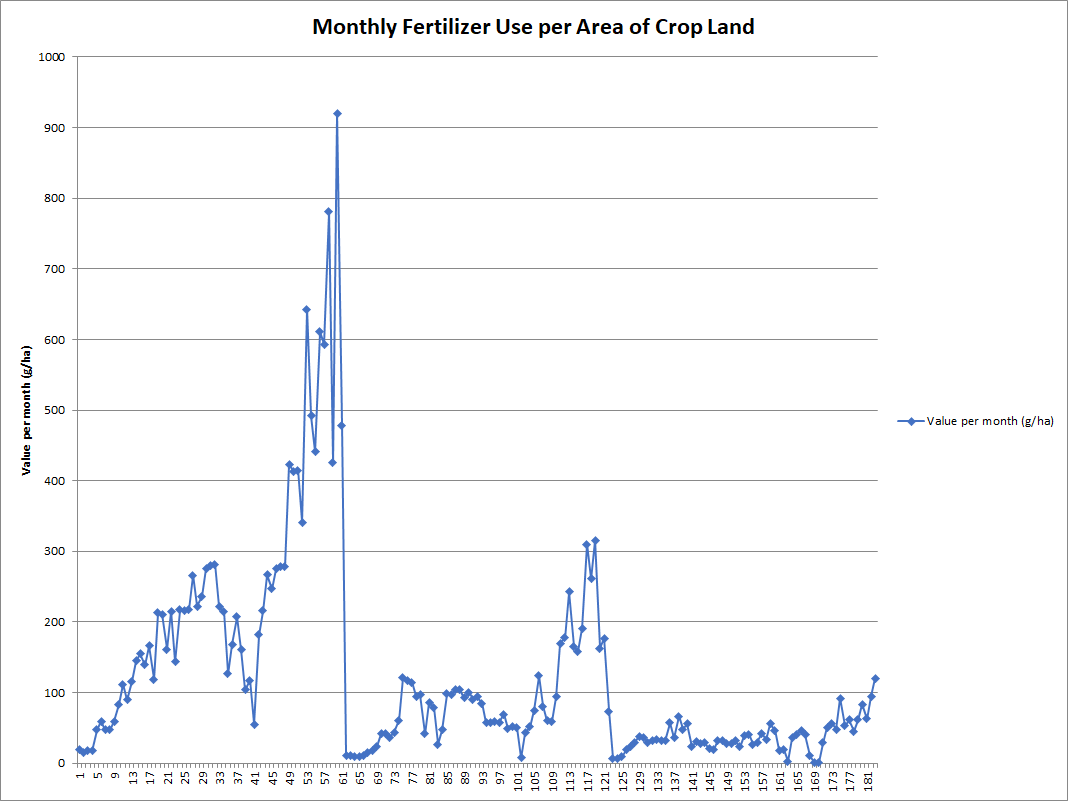 Monthly Fertilizer Use per Area of Crop Land
1000
900
800
700
600
500
400
300
200
100
0
Value per month (g/ha)
1 5 9 13 17 21 25 29 33 37 41 45 49 53 57 61 65 69 73 77 81 85 89 93 97 101 105 109 113 117 121 125 129 133 137 141 145 149 153 157 161 165 169 173 177 181
Value per month (g/ha)